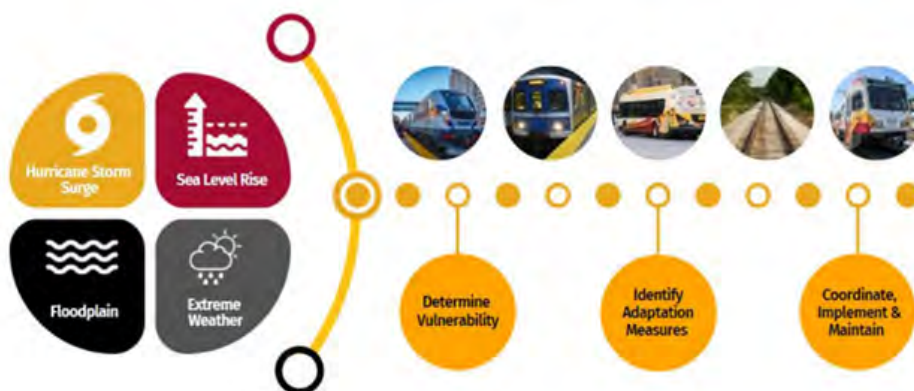 Hurricane Storm
Surge
Sea Level Rise
Floodplain
Extreme
Weather
Determine
Vulnerability
Identify
Adaptation
Measures
Coordinate,
Implement &
Maintain